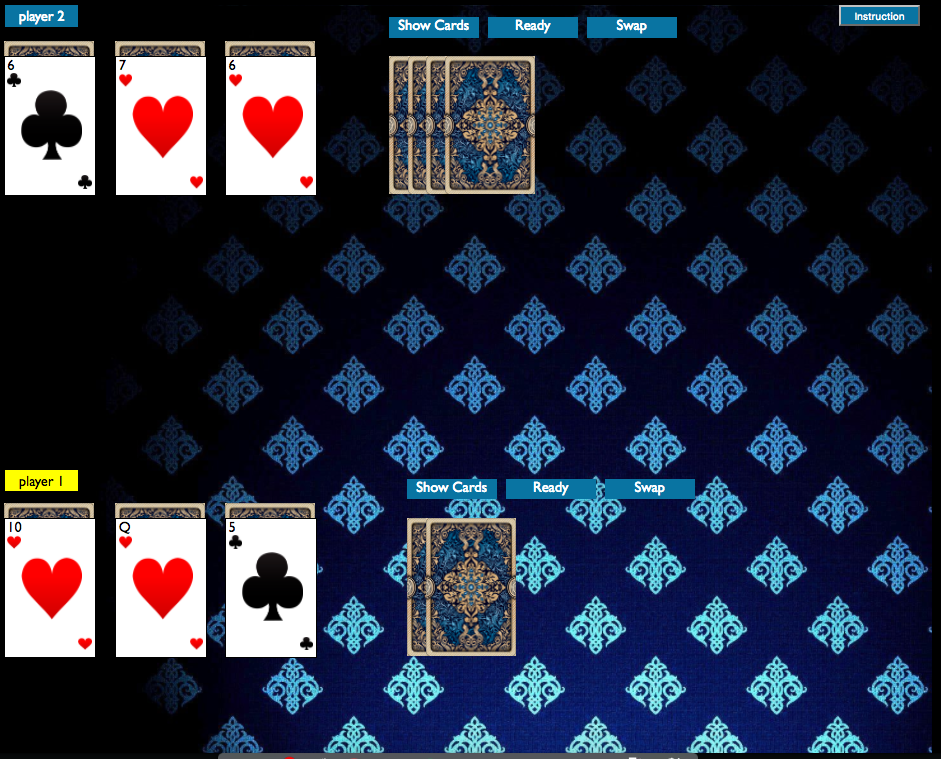 player 2
Show Cards
Ready
Swap
Instruction
6
7
6
player 1
Show Cards
Ready
Swap
10
Q
5